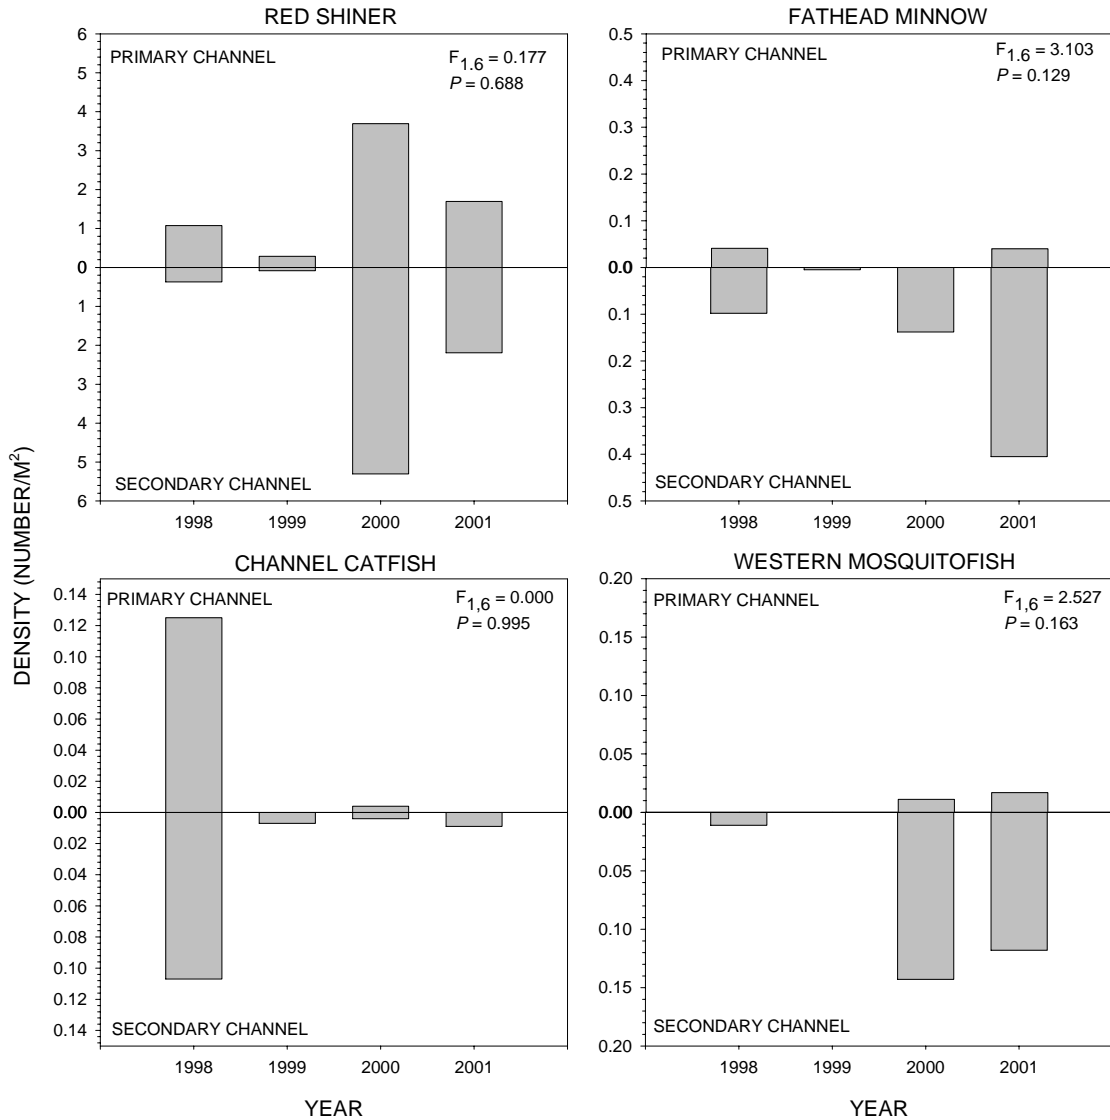 RED SHINER
PRIMARY CHANNEL
F1.6 = 0.177
P = 0.688
6
5
4
3
2
1
0
1
2
3
4
5
6
SECONDARY CHANNEL
1998 1999 2000 2001
FATHEAD MINNOW
PRIMARY CHANNEL
F1.6 = 3.103
P = 0.129
0.5
0.4
0.3
0.2
0.1
0.0
0.1
0.2
0.3
0.4
0.5
SECONDARY CHANNEL
1998 1999 2000 2001
DENSITY (NUMBER/M²)
CHANNEL CATFISH
PRIMARY CHANNEL
F1,6 = 0.000
P = 0.995
0.14
0.12
0.10
0.08
0.06
0.04
0.02
0.00
0.02
0.04
0.06
0.08
0.10
0.12
0.14
SECONDARY CHANNEL
1998 1999 2000 2001
YEAR
WESTERN MOSQUITOFISH
PRIMARY CHANNEL
F1,6 = 2.527
P = 0.163
0.20
0.15
0.10
0.05
0.00
0.05
0.10
0.15
0.20
SECONDARY CHANNEL
1998 1999 2000 2001
YEAR